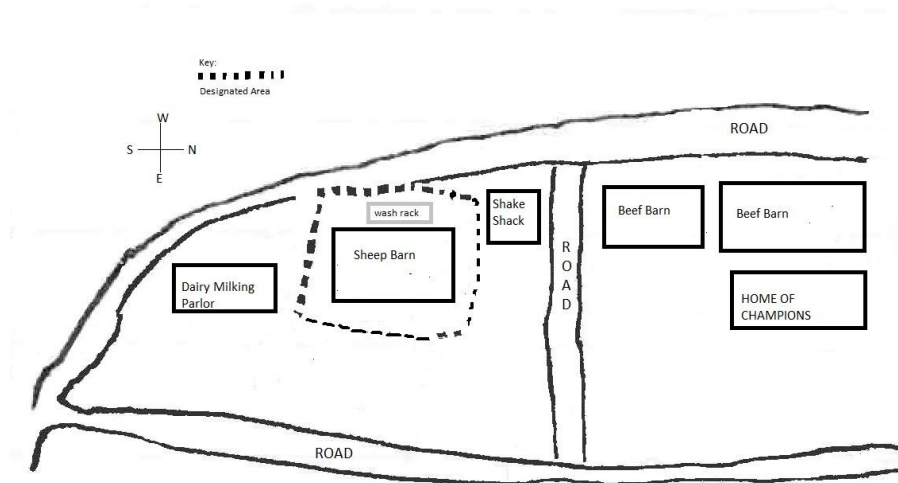 Key:
Designated Area
W
S
N
E
ROAD
wash rack
Shake
Shack
Beef Barn
Beef Barn
Sheep Barn
R
O
A
D
Dairy Milking
Parlor
HOME OF
CHAMPIONS
ROAD